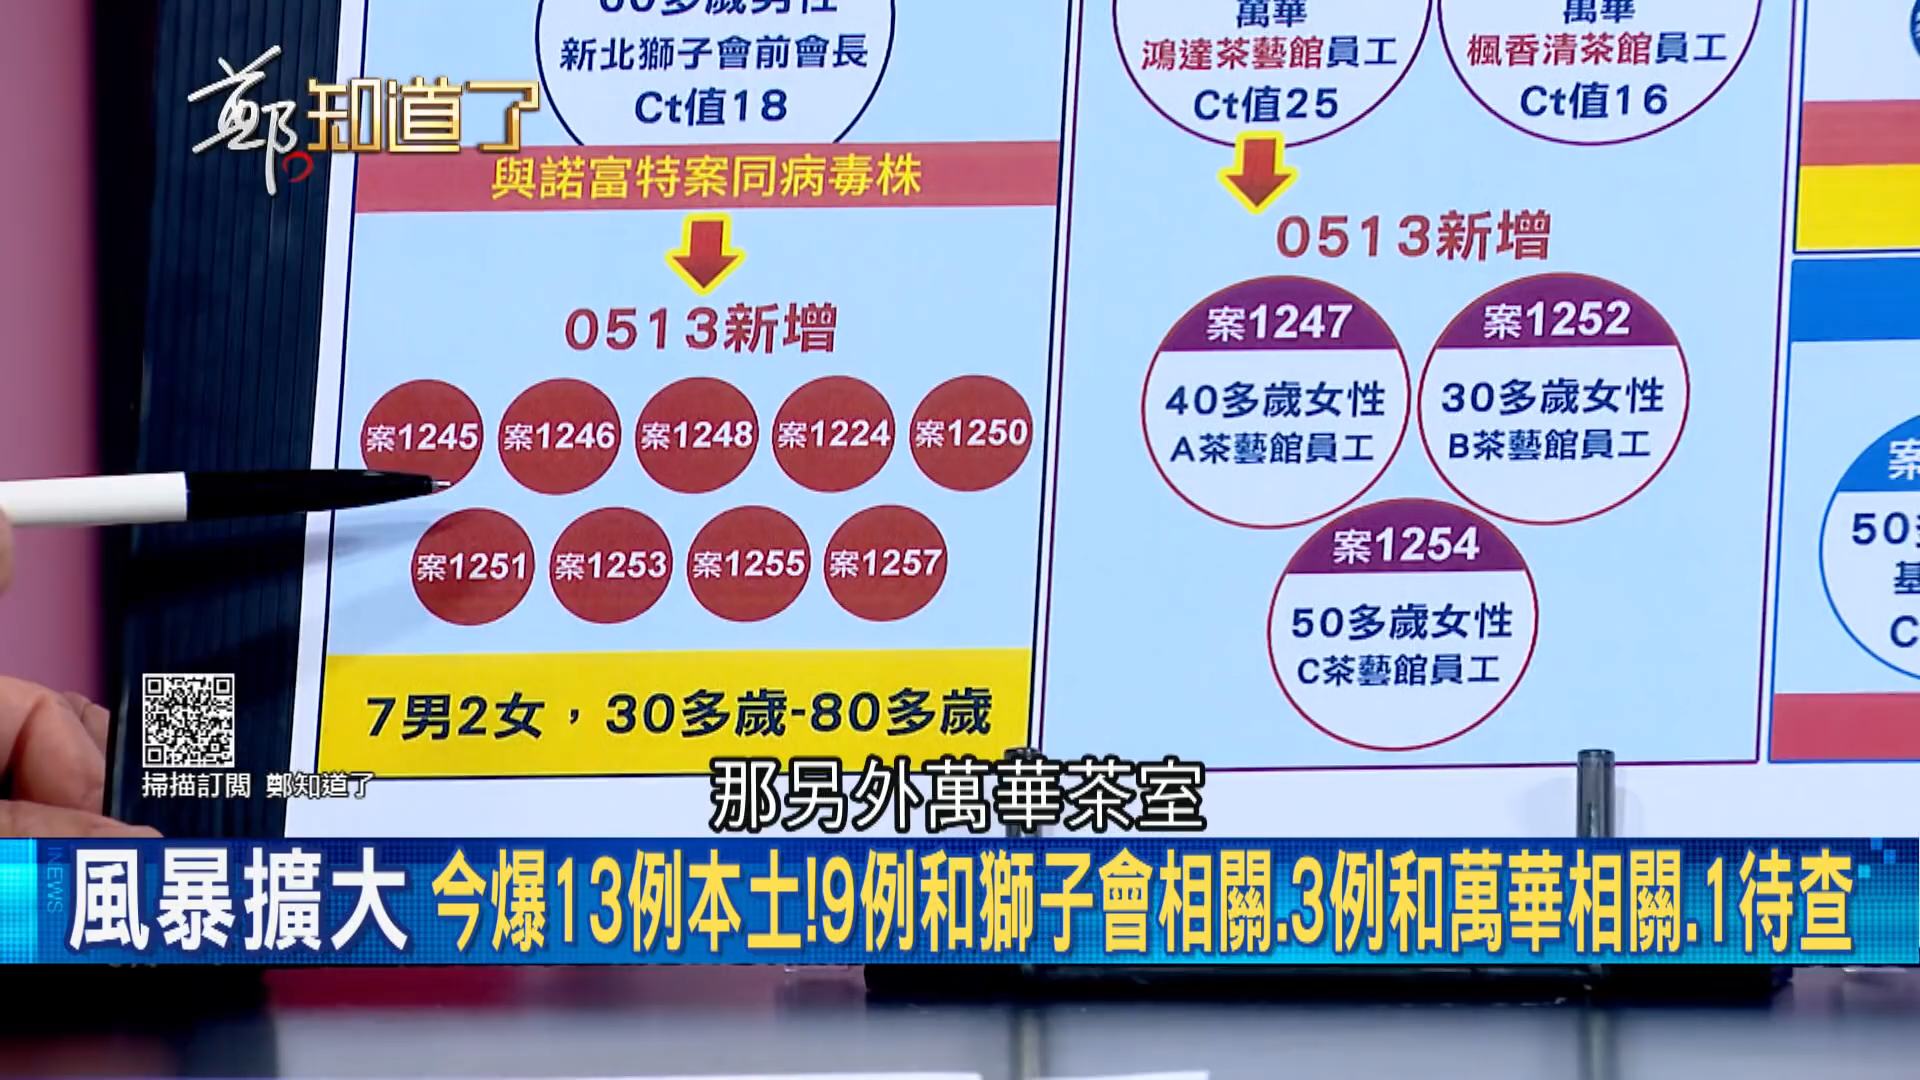 60多歲男性
新北獅子會前會長
Ct值18
與諾富特案同病毒株
0513新增
案1245
案1246
案1248
案1224
案1250
案1251
案1253
案1255
案1257
7男2女，30多歲-80多歲
萬華
鴻達茶藝館員工
Ct值25
萬華
楓香清茶館員工
Ct值16
0513新增
案1247
40多歲女性
A茶藝館員工
案1252
30多歲女性
B茶藝館員工
案1254
50多歲女性
C茶藝館員工
案
50
基
C
鄭知道了
掃描訂閱 鄭知道了
那另外萬華茶室
INEWS
風暴擴大
今爆13例本土!9例和獅子會相關.3例和萬華相關.1待查